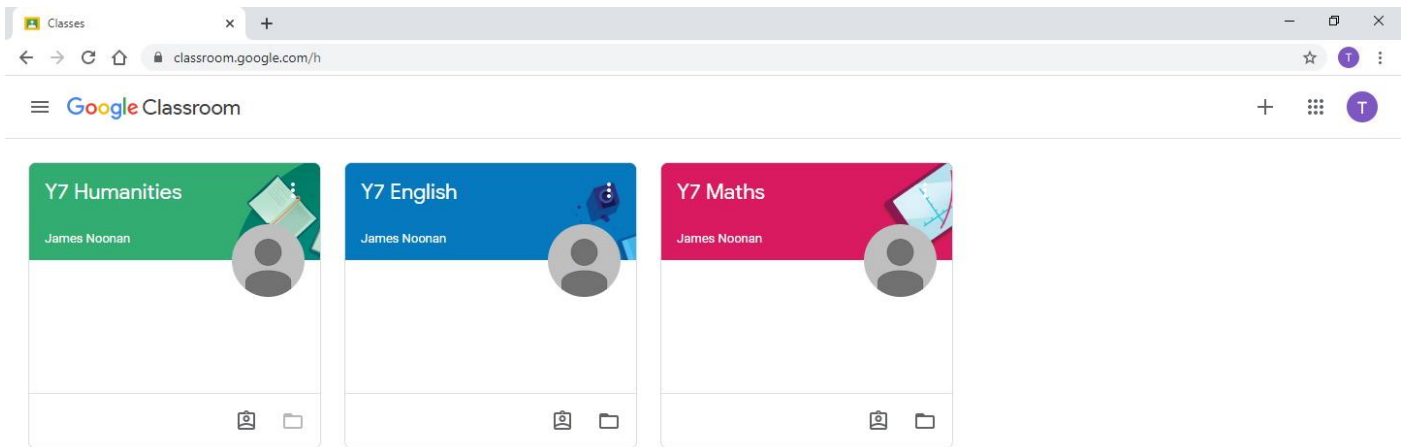 Classes
classroom.google.com/h
T
Google Classroom
T
Y7 Humanities
James Noonan
Y7 English
James Noonan
Y7 Maths
James Noonan